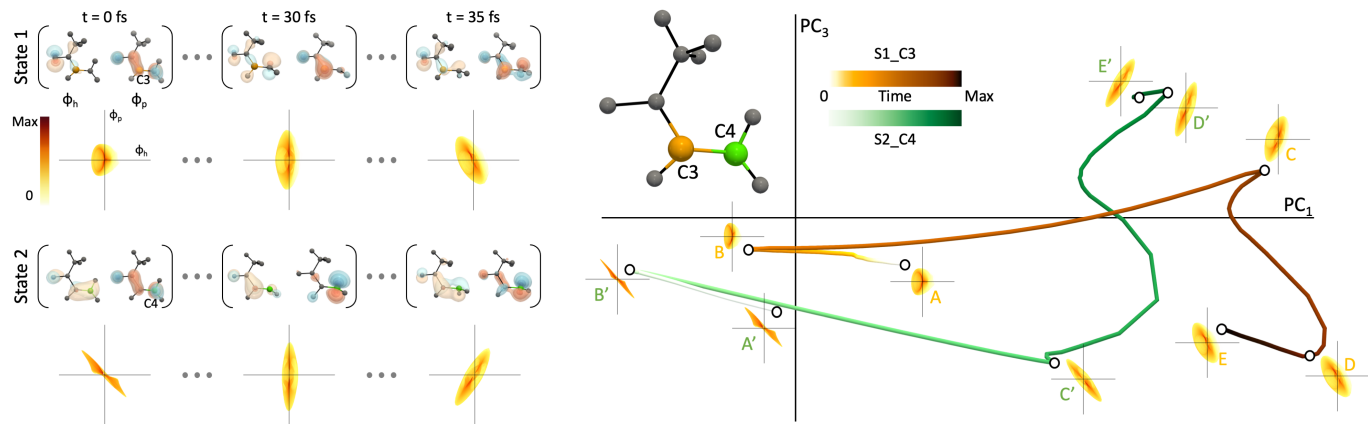 t = 0 fs
t = 30 fs
t = 35 fs
State 1
C3
Φh
Φp
Max
0
Φp
Φh
State 2
C4
C4
C3
PC3
S1_C3
0
Time
Max
S2_C4
PC1
E'
D'
C
B
A
B'
A'
C'
E
D